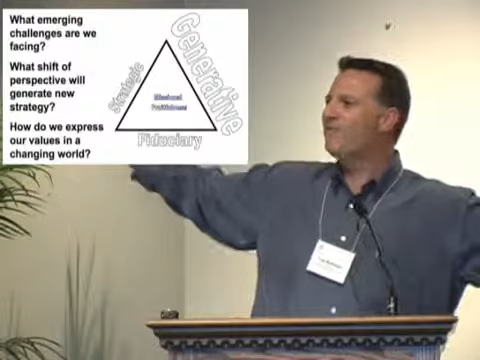 What emerging
challenges are we
facing?
What shift of
perspective will
generate new
strategy?
How do we express
our values in a
changing world?
Strategic
Generative
Missional
Fiduciary